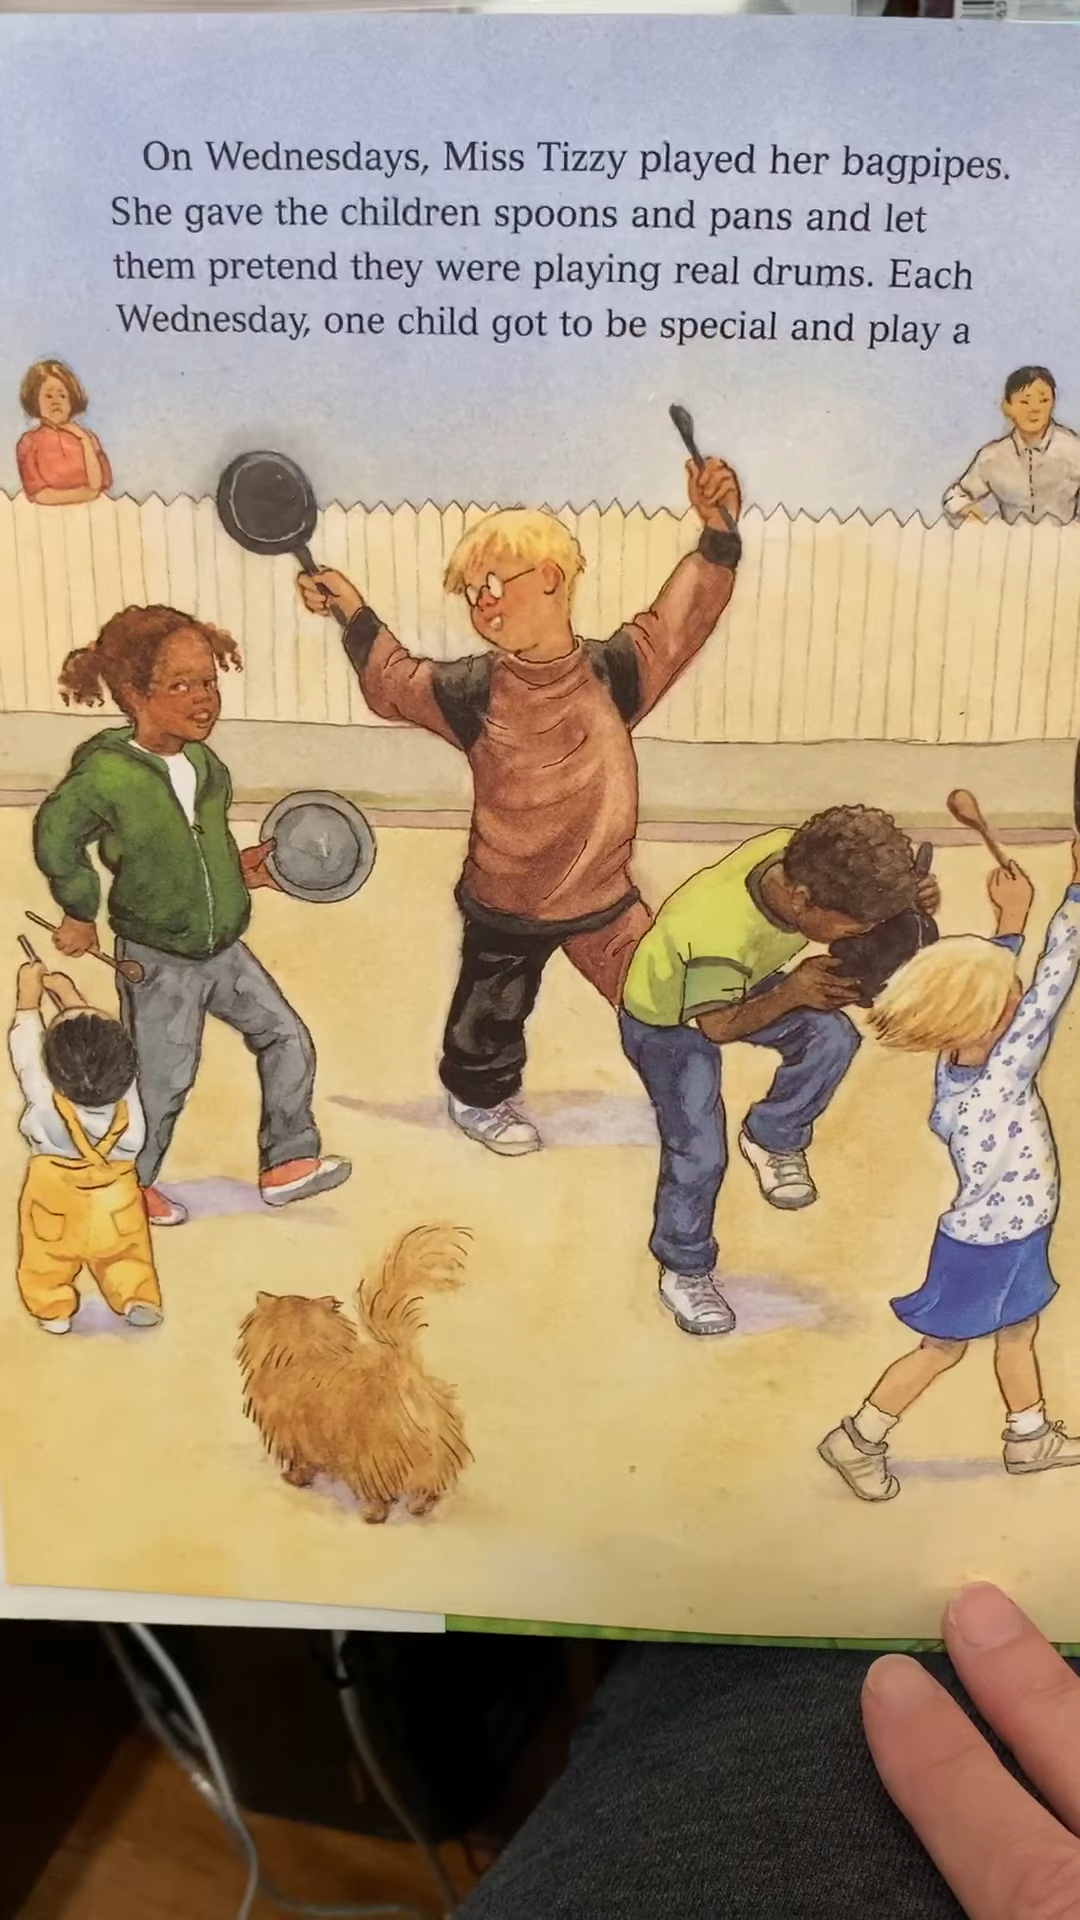 On Wednesdays, Miss Tizzy played her bagpipes.
She gave the children spoons and pans and let
them pretend they were playing real drums. Each
Wednesday, one child got to be special and play a